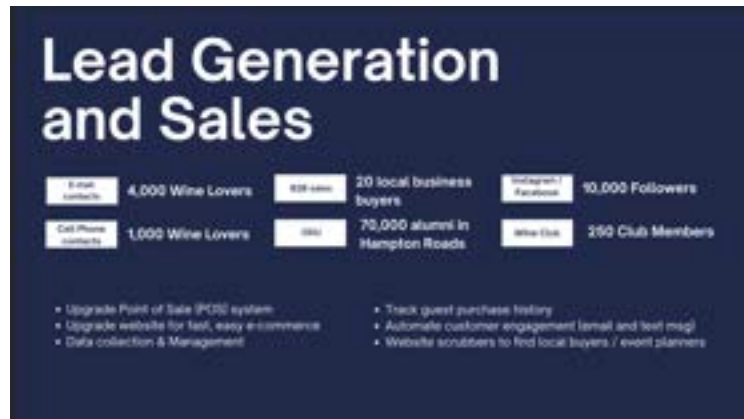 Lead Generation
and Sales
E-mail
contacts
4,000 Wine Lovers
B2B sales
20 local business
buyers
Instagram /
Facebook
10,000 Followers
Cell Phone
contacts
1,000 Wine Lovers
ODU
70,000 alumni in
Hampton Roads
Wine Club
250 Club Members
• Upgrade Point of Sale (POS) system
• Upgrade website for fast, easy e-commerce
• Data collection & Management
• Track guest purchase history
• Automate customer engagement (email and text msg)
• Website scrubbers to find local buyers / event planners